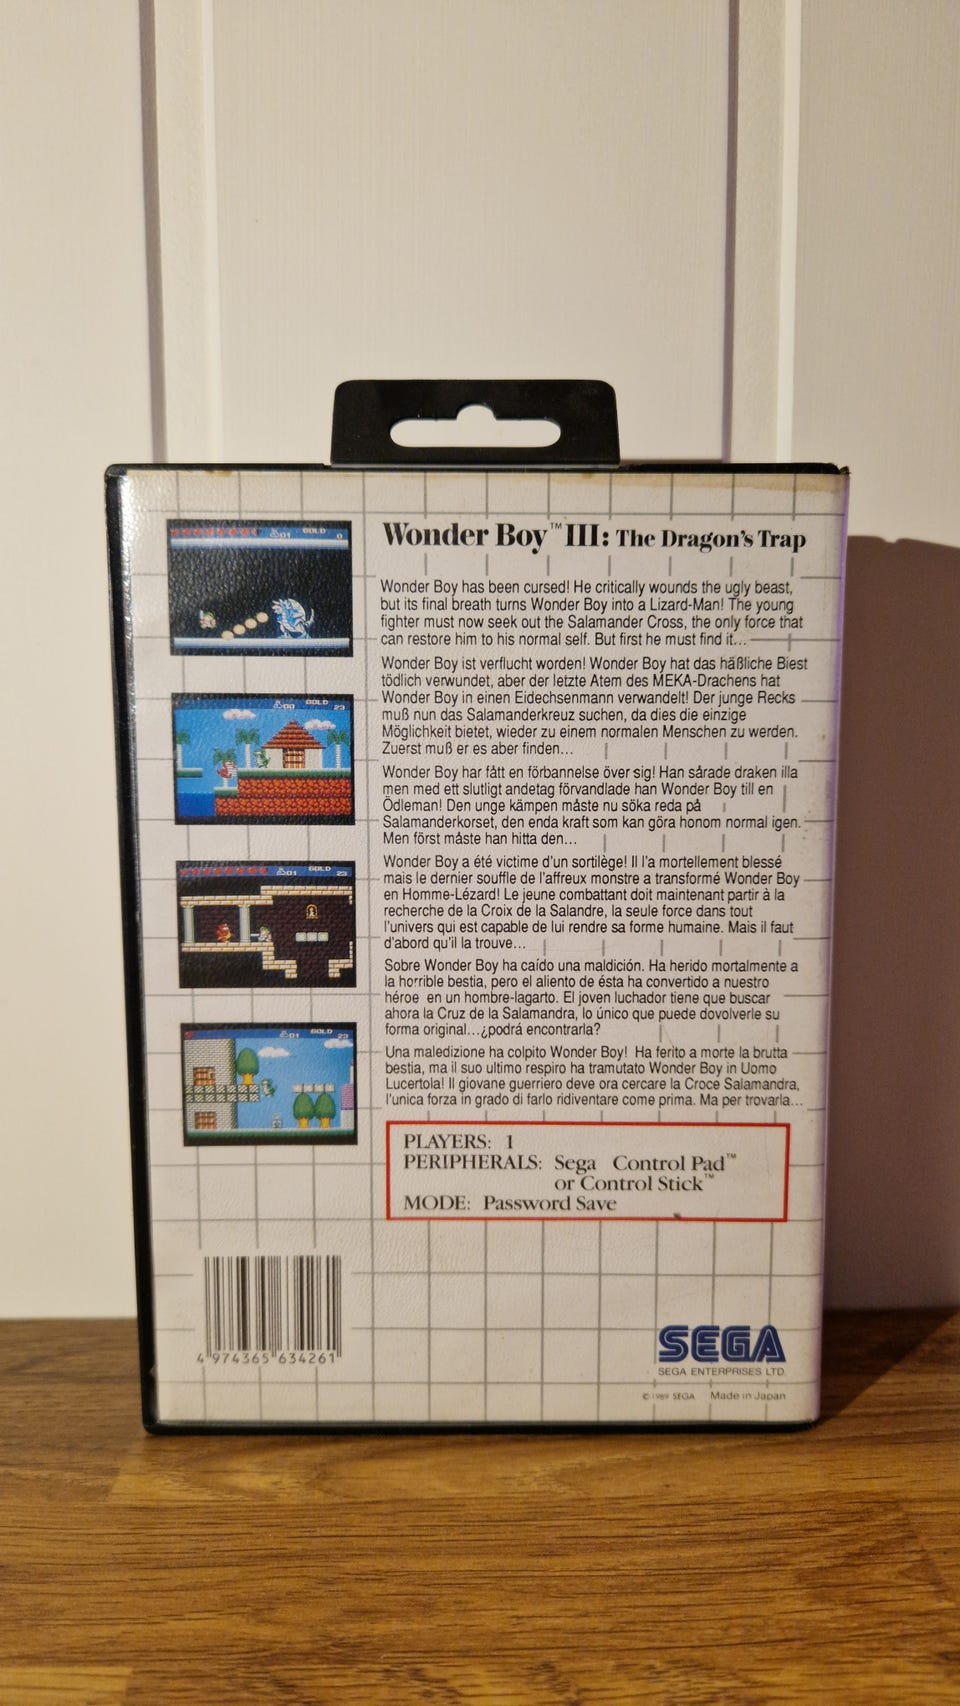 Wonder Boy™ III: The Dragon's Trap
Wonder Boy has been cursed! He critically wounds the ugly beast,
but its final breath turns Wonder Boy into a Lizard-Man! The young
fighter must now seek out the Salamander Cross, the only force that
can restore him to his normal self. But first he must find it...
Wonder Boy ist verflucht worden! Wonder Boy hat das häßliche Biest
tödlich verwundet, aber der letzte Atem des MEKA-Drachens hat
Wonder Boy in einen Eidechsenmann verwandelt! Der junge Recks
muß nun das Salamanderkreuz suchen, da dies die einzige
Möglichkeit bietet, wieder zu einem normalen Menschen zu werden.
Zuerst muß er es aber finden...
Wonder Boy har fått en förbannelse över sig! Han sårade draken illa
men med ett slutligt andetag förvandlade han Wonder Boy till en
Ödleman! Den unge kämpen måste nu söka reda på
Salamanderkorset, den enda kraft som kan göra honom normal igen.
Men först måste han hitta den...
Wonder Boy a été victime d'un sortilège! Il l'a mortellement blessé
mais le dernier souffle de l'affreux monstre a transformé Wonder Boy
en Homme-Lézard! Le jeune combattant doit maintenant partir à la
recherche de la Croix de la Salandre, la seule force dans tout
l'univers qui est capable de lui rendre sa forme humaine. Mais il faut
d'abord qu'il la trouve...
Sobre Wonder Boy ha caído una maldición. Ha herido mortalmente a
la horrible bestia, pero el aliento de ésta ha convertido a nuestro
héroe en un hombre-lagarto. El joven luchador tiene que buscar
ahora la Cruz de la Salamandra, lo único que puede dovolverle su
forma original...¿podrá encontrarla?
Una maledizione ha colpito Wonder Boy! Ha ferito a morte la brutta
bestia, ma il suo ultimo respiro ha tramutato Wonder Boy in Uomo
Lucertola! Il giovane guerriero deve ora cercare la Croce Salamandra,
l'unica forza in grado di farlo ridiventare come prima. Ma per trovarla...
PLAYERS: 1
PERIPHERALS: Sega Control Pad™
or Control Stick™
MODE: Password Save
GOLD
01 0
GOLD
00 23
GOLD
01 23
GOLD
01 23
4 974365 634261
SEGA
SEGA ENTERPRISES LTD.
© 1989 SEGA Made in Japan